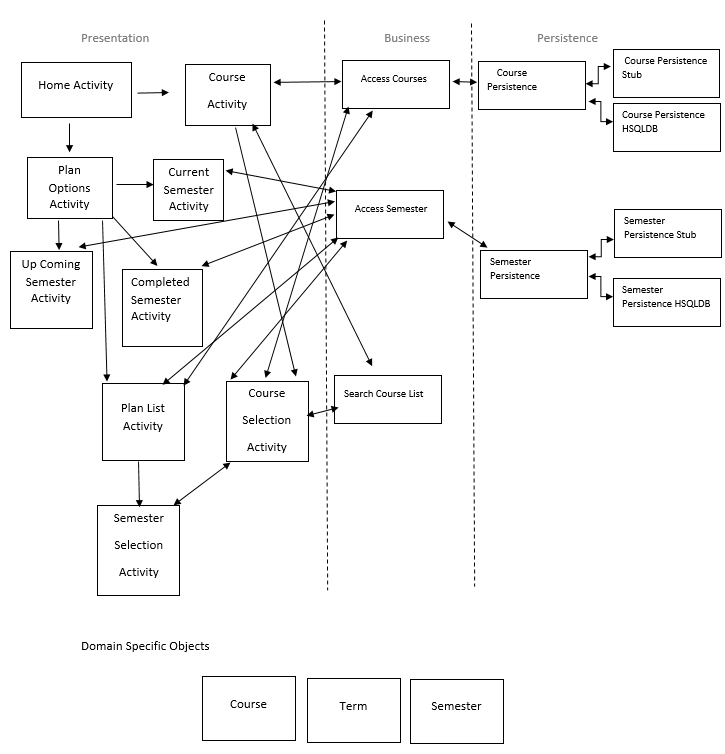 Presentation
Business
Persistence
Home Activity
Course
Activity
Access Courses
Course
Persistence
Course Persistence
Stub
Course Persistence
HSQLDB
Plan
Options
Activity
Current
Semester
Activity
Access Semester
Semester
Persistence Stub
Up Coming
Semester
Activity
Completed
Semester
Activity
Semester
Persistence
Semester
Persistence HSQLDB
Plan List
Activity
Course
Selection
Activity
Search Course List
Semester
Selection
Activity
Domain Specific Objects
Course
Term
Semester